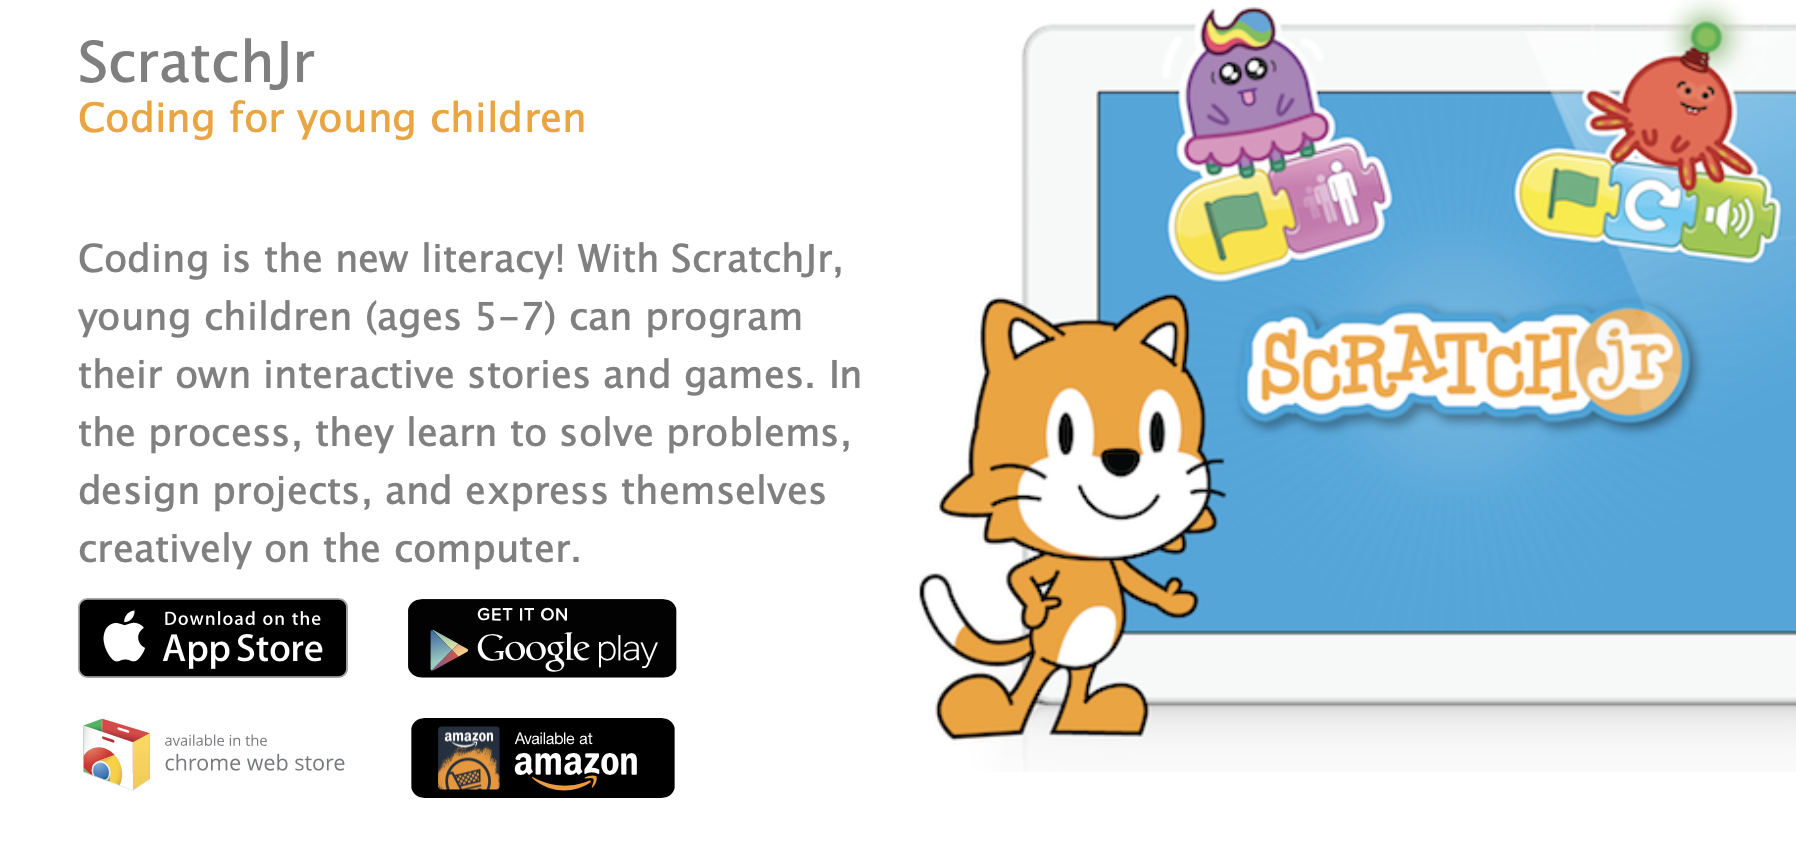 ScratchJr
Coding for young children
Coding is the new literacy! With ScratchJr,
young children (ages 5-7) can program
their own interactive stories and games. In
the process, they learn to solve problems,
design projects, and express themselves
creatively on the computer.
Download on the
App Store
GET IT ON
Google play
available in the
chrome web store
amazon
Available at
amazon
SCRATCH jr